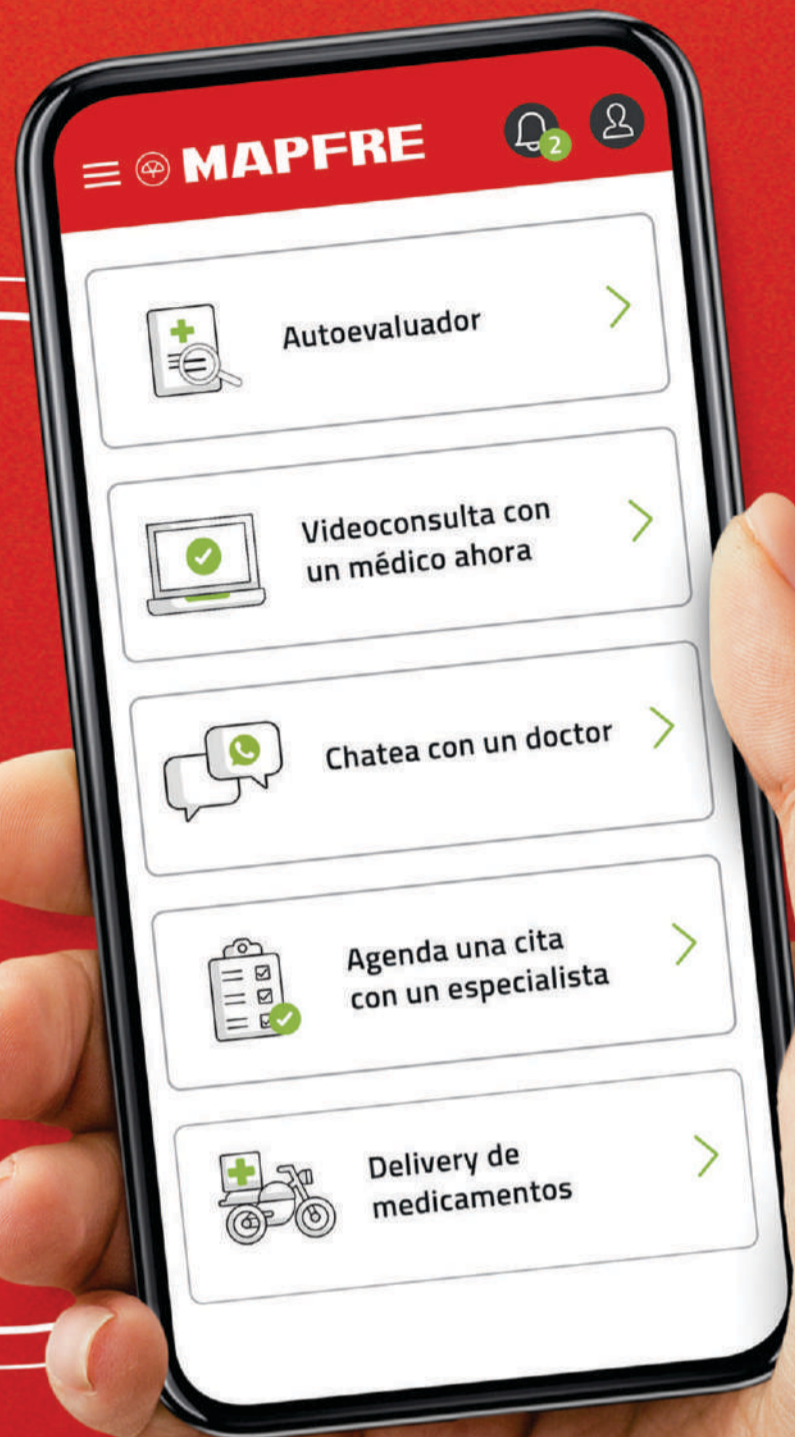 MAPFRE
2
Autoevaluador
Videoconsulta con
un médico ahora
Chatea con un doctor
Agenda una cita
con un especialista
Delivery de
medicamentos